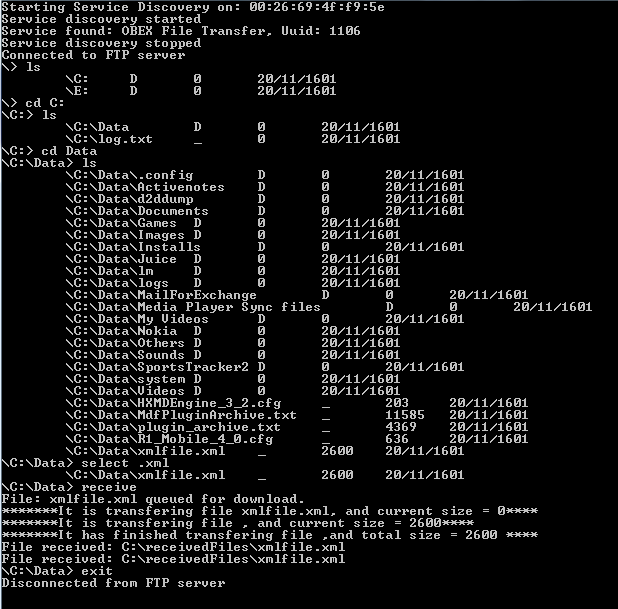 Starting Service Discovery on: 00:26:69:4f:f9:5e
Service discovery started
Service found: OBEX File Transfer, Uuid: 1106
Service discovery stopped
Connected to FTP server
\> ls
\C: D 0 20/11/1601
\E: D 0 20/11/1601
\> cd C:
\C:> ls
\C:\Data D 0 20/11/1601
\C:\log.txt _ 0 20/11/1601
\C:> cd Data
\C:\Data> ls
\C:\Data\.config D 0 20/11/1601
\C:\Data\Activenotes D 0 20/11/1601
\C:\Data\d2ddump D 0 20/11/1601
\C:\Data\Documents D 0 20/11/1601
\C:\Data\Games D 0 20/11/1601
\C:\Data\Images D 0 20/11/1601
\C:\Data\Installs D 0 20/11/1601
\C:\Data\Juice D 0 20/11/1601
\C:\Data\lm D 0 20/11/1601
\C:\Data\logs D 0 20/11/1601
\C:\Data\MailForExchange D 0 20/11/1601
\C:\Data\Media Player Sync files D 0 20/11/1601
\C:\Data\My Videos D 0 20/11/1601
\C:\Data\Nokia D 0 20/11/1601
\C:\Data\Others D 0 20/11/1601
\C:\Data\Sounds D 0 20/11/1601
\C:\Data\SportsTracker2 D 0 20/11/1601
\C:\Data\system D 0 20/11/1601
\C:\Data\Videos D 0 20/11/1601
\C:\Data\HXMDEngine_3_2.cfg _ 203 20/11/1601
\C:\Data\MdfPluginArchive.txt _ 11585 20/11/1601
\C:\Data\plugin_archive.txt _ 4369 20/11/1601
\C:\Data\R1_Mobile_4_0.cfg _ 636 20/11/1601
\C:\Data\xmlfile.xml _ 2600 20/11/1601
\C:\Data> select .xml
\C:\Data\xmlfile.xml _ 2600 20/11/1601
\C:\Data> receive
File: xmlfile.xml queued for download.
*******It is transfering file xmlfile.xml, and current size = 0****
*******It is transfering file , and current size = 2600****
*******It has finished transfering file ,and total size = 2600 ****
File received: C:\receivedFiles\xmlfile.xml
File received: C:\receivedFiles\xmlfile.xml
\C:\Data> exit
Disconnected from FTP server